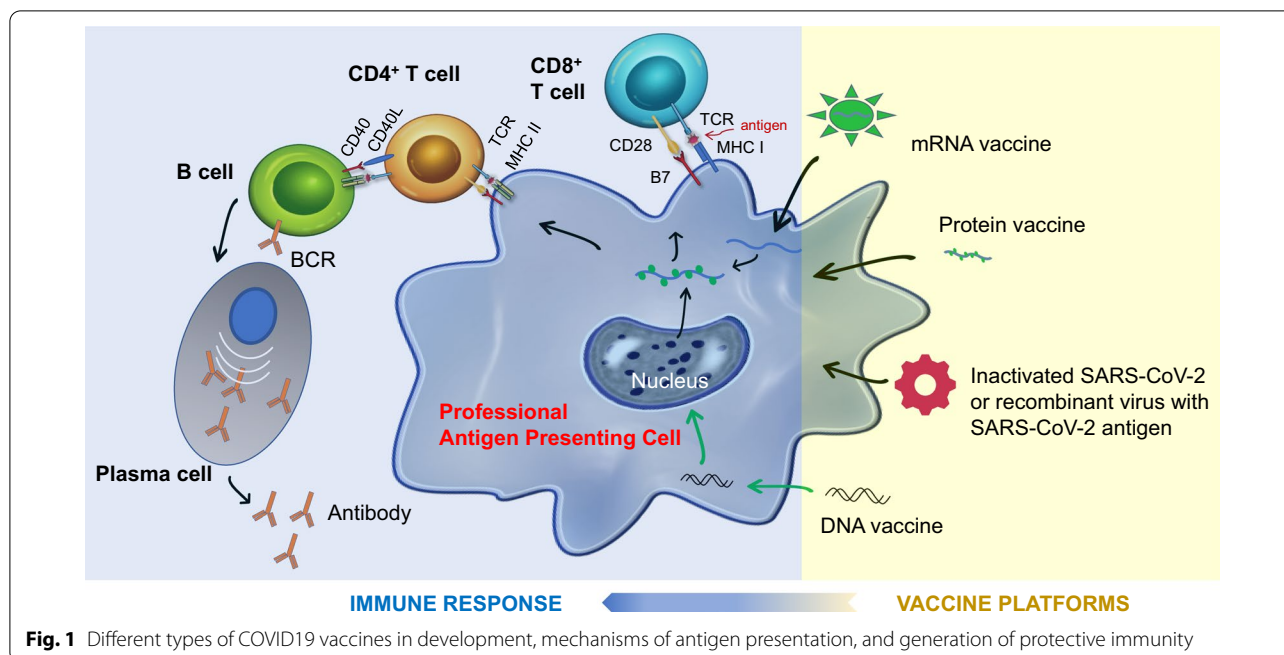 CD4+ T cell
CD8+
T cell
CD40
CD40L
TCR
MHC II
CD28
B7
TCR
antigen
MHC I
mRNA vaccine
B cell
BCR
Protein vaccine
Nucleus
Professional
Antigen Presenting Cell
Inactivated SARS-CoV-2
or recombinant virus with
SARS-CoV-2 antigen
Plasma cell
Antibody
DNA vaccine
IMMUNE RESPONSE
VACCINE PLATFORMS
Fig. 1 Different types of COVID19 vaccines in development, mechanisms of antigen presentation, and generation of protective immunity